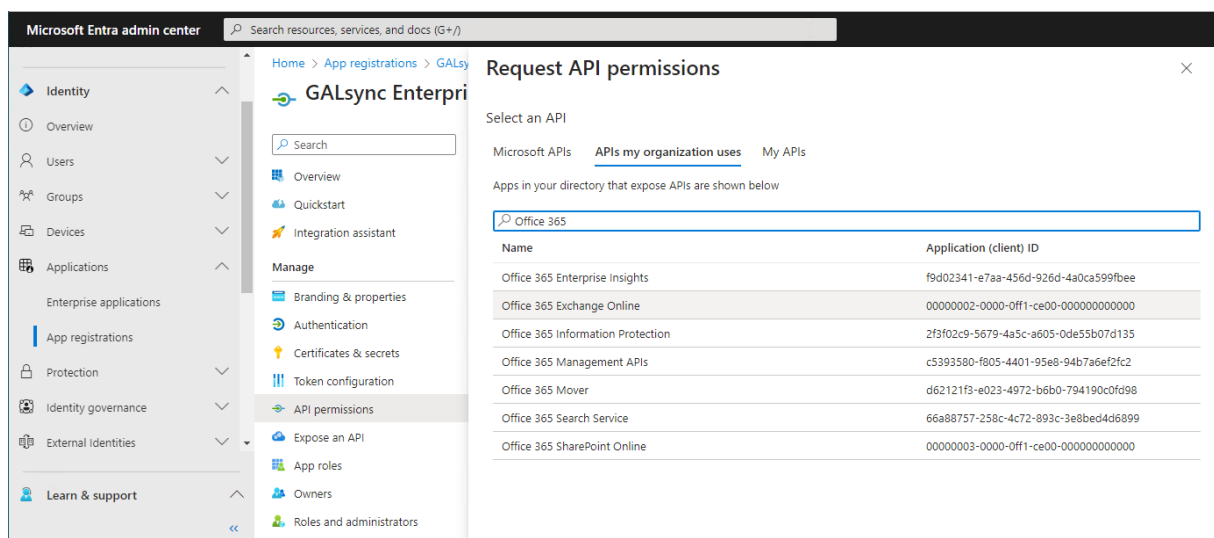 Microsoft Entra admin center
Search resources, services, and docs (G+/)
Identity
Overview
Users
Groups
Devices
Applications
Enterprise applications
App registrations
Protection
Identity governance
External Identities
Learn & support
«
Home > App registrations > GALsy
GALsync Enterpri
Search
Overview
Quickstart
Integration assistant
Manage
Branding & properties
Authentication
Certificates & secrets
Token configuration
API permissions
Expose an API
App roles
Owners
Roles and administrators
Request API permissions
Select an API
Microsoft APIs APIs my organization uses My APIs
Apps in your directory that expose APIs are shown below
Office 365
Name Application (client) ID
Office 365 Enterprise Insights f9d02341-e7aa-456d-926d-4a0ca599fbee
Office 365 Exchange Online 00000002-0000-0ff1-ce00-000000000000
Office 365 Information Protection 2f3f02c9-5679-4a5c-a605-0de55b07d135
Office 365 Management APIs c5393580-f805-4401-95e8-94b7a6ef2fc2
Office 365 Mover d62121f3-e023-4972-b6b0-794190c0fd98
Office 365 Search Service 66a88757-258c-4c72-893c-3e8bed4d6899
Office 365 SharePoint Online 00000003-0000-0ff1-ce00-000000000000